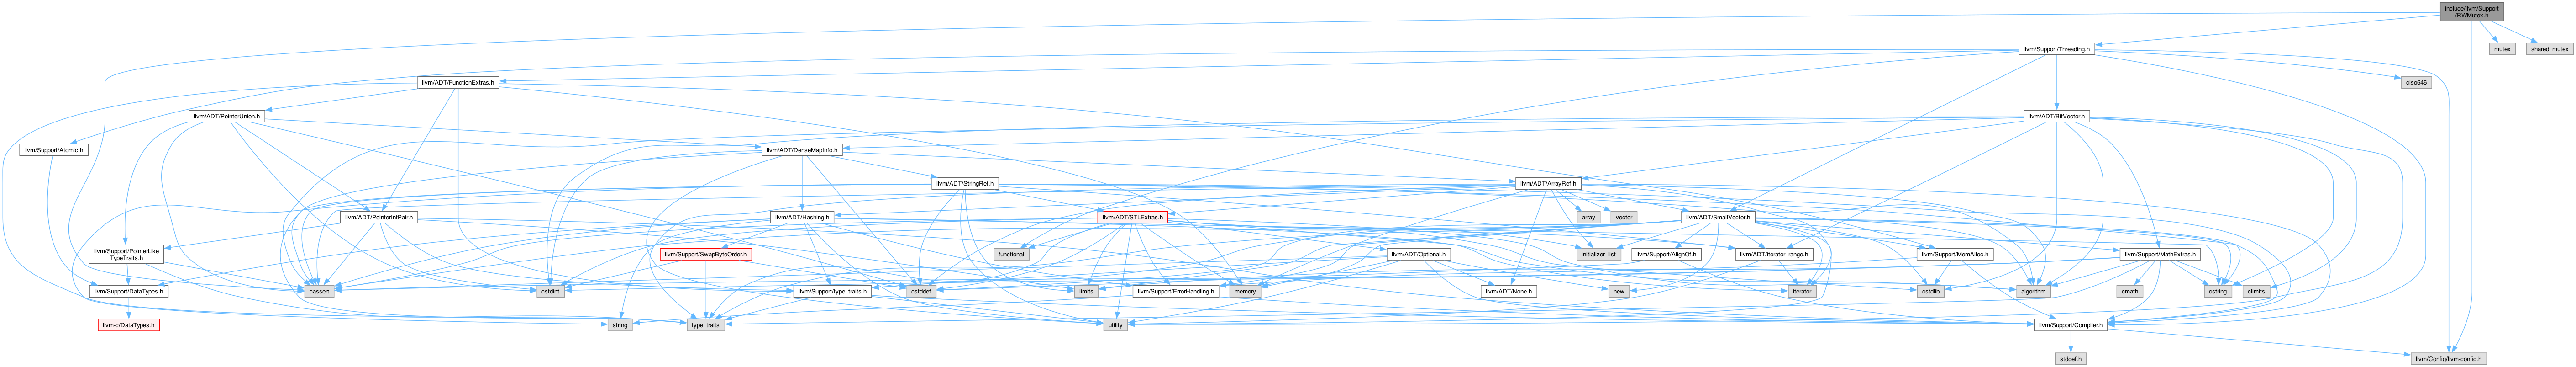 include/llvm/Support
/RWMutex.h
llvm/Support/Threading.h
mutex
shared_mutex
llvm/ADT/FunctionExtras.h
ciso646
llvm/ADT/PointerUnion.h
llvm/ADT/BitVector.h
llvm/Support/Atomic.h
llvm/ADT/DenseMapInfo.h
llvm/ADT/StringRef.h
llvm/ADT/ArrayRef.h
llvm/ADT/PointerIntPair.h
llvm/ADT/Hashing.h
llvm/ADT/STLExtras.h
array
vector
llvm/ADT/SmallVector.h
llvm/Support/PointerLike
TypeTraits.h
llvm/Support/SwapByteOrder.h
functional
llvm/ADT/Optional.h
initializer_list
llvm/Support/AlignOf.h
llvm/ADT/iterator_range.h
llvm/Support/MemAlloc.h
llvm/Support/MathExtras.h
llvm/Support/DataTypes.h
cassert
cstdint
llvm/Support/type_traits.h
cstddef
limits
llvm/Support/ErrorHandling.h
memory
llvm/ADT/None.h
new
iterator
cstdlib
algorithm
cmath
cstring
climits
llvm-c/DataTypes.h
string
type_traits
utility
llvm/Support/Compiler.h
stddef.h
llvm/Config/llvm-config.h